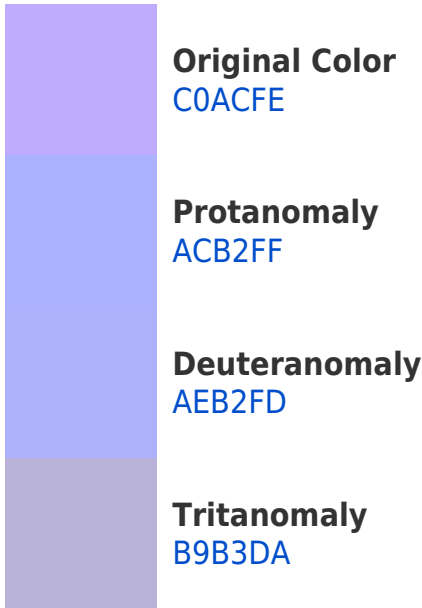 Original Color
C0ACFE
Protanomaly
ACB2FF
Deuteranomaly
AEB2FD
Tritanomaly
B9B3DA